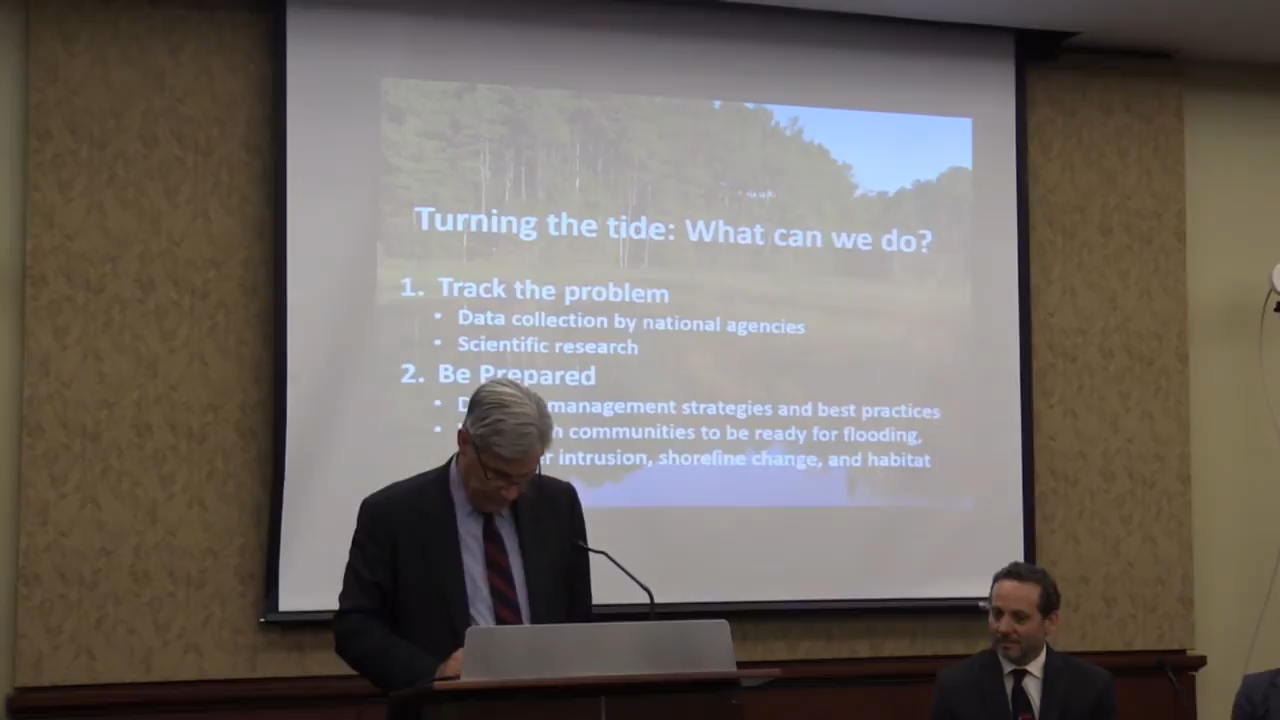 Turning the tide: What can we do?
1. Track the problem
• Data collection by national agencies
• Scientific research
2. Be Prepared
• management strategies and best practices
• communities to be ready for flooding,
intrusion, shoreline change, and habitat